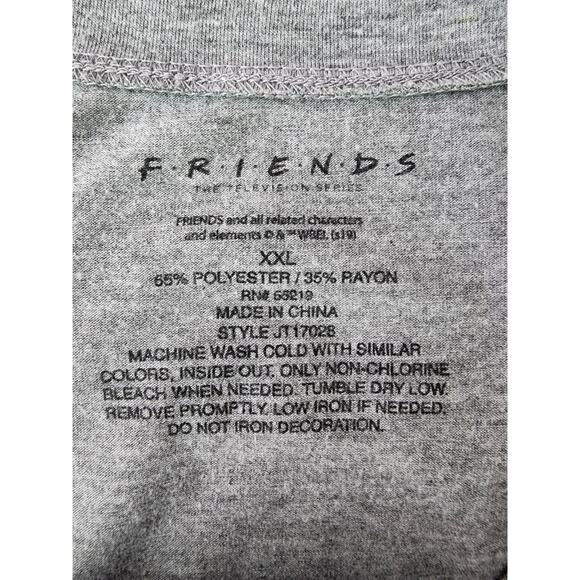 F·R·I·E·N·D·S
THE TELEVISION SERIES
FRIENDS and all related characters
and elements © & ™ WBEI. (s19)
XXL
65% POLYESTER / 35% RAYON
RN# 55219
MADE IN CHINA
STYLE JT17028
MACHINE WASH COLD WITH SIMILAR
COLORS, INSIDE OUT, ONLY NON-CHLORINE
BLEACH WHEN NEEDED. TUMBLE DRY LOW.
REMOVE PROMPTLY. LOW IRON IF NEEDED.
DO NOT IRON DECORATION.